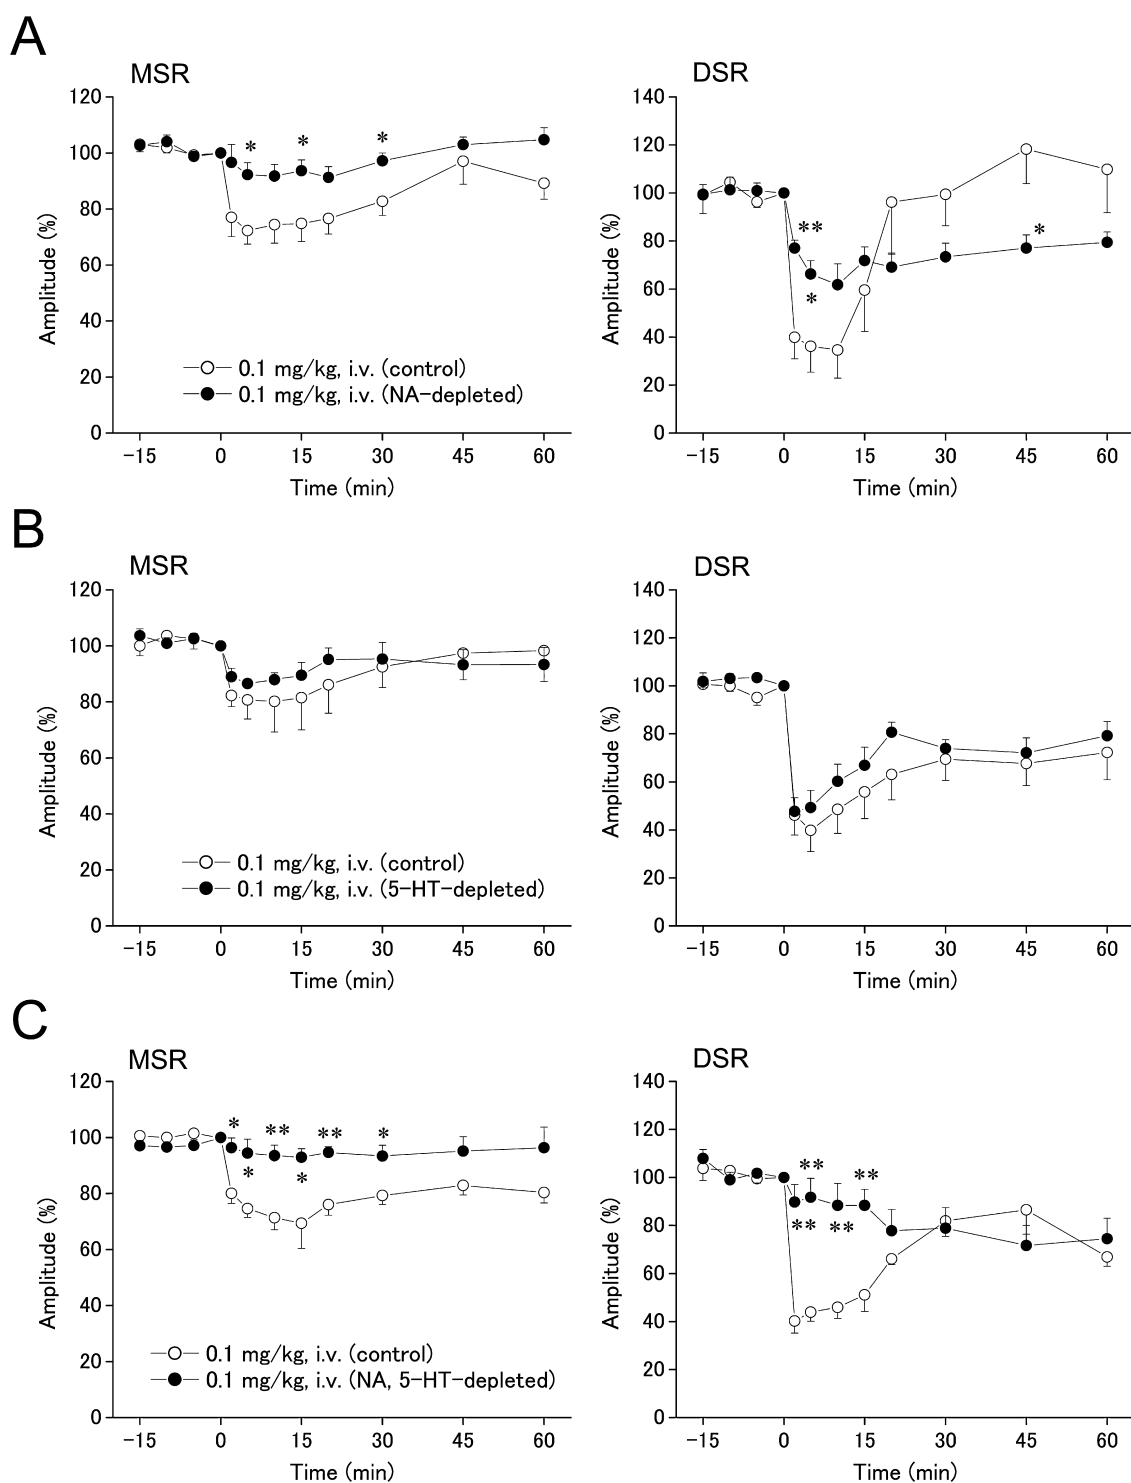 A
MSR
120
100
80
60
40
20
0
Amplitude (%)
* * *
0.1 mg/kg, i.v. (control)
0.1 mg/kg, i.v. (NA-depleted)
-15 0 15 30 45 60
Time (min)
DSR
140
120
100
80
60
40
20
0
Amplitude (%)
**
*
*
-15 0 15 30 45 60
Time (min)
B
MSR
120
100
80
60
40
20
0
Amplitude (%)
0.1 mg/kg, i.v. (control)
0.1 mg/kg, i.v. (5-HT-depleted)
-15 0 15 30 45 60
Time (min)
DSR
140
120
100
80
60
40
20
0
Amplitude (%)
-15 0 15 30 45 60
Time (min)
C
MSR
120
100
80
60
40
20
0
Amplitude (%)
* ** ** *
* *
0.1 mg/kg, i.v. (control)
0.1 mg/kg, i.v. (NA, 5-HT-depleted)
-15 0 15 30 45 60
Time (min)
DSR
140
120
100
80
60
40
20
0
Amplitude (%)
** **
** **
-15 0 15 30 45 60
Time (min)